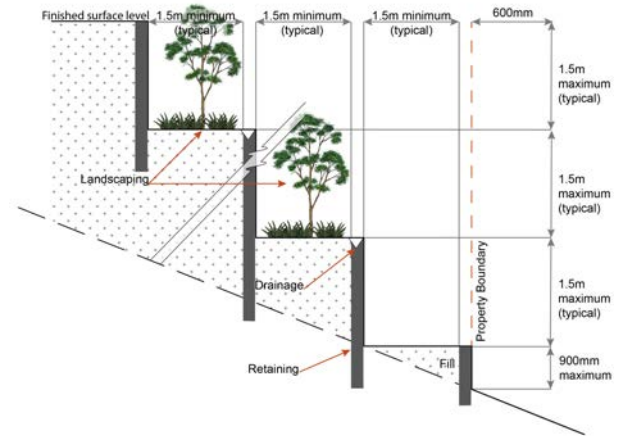 Finished surface level
1.5m minimum
(typical)
1.5m minimum
(typical)
1.5m minimum
(typical)
600mm
1.5m
maximum
(typical)
Landscaping
1.5m
maximum
(typical)
Drainage
Property Boundary
1.5m
maximum
(typical)
Retaining
Fill
900mm
maximum